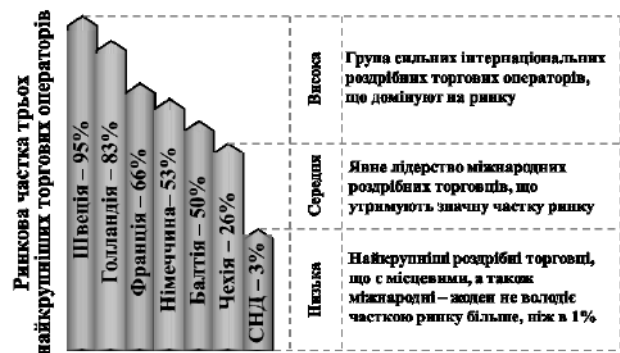 Ринкова частка трьох
найкрупніших торгових операторів
Швеція – 95%
Голландія – 83%
Франція – 66%
Німеччина– 53%
Балтія – 50%
Чехія – 26%
СНД – 3%
Висока
Група сильних інтернаціональних
роздрібних торгових операторів,
що домінуют на ринку
Середня
Явне лідерство міжнародних
роздрібних торговців, що
утримують значну частку ринку
Низька
Найкрупніші роздрібні торговці,
що є місцевими, а також
міжнародні – жоден не володіє
часткою ринку більше, ніж в 1%